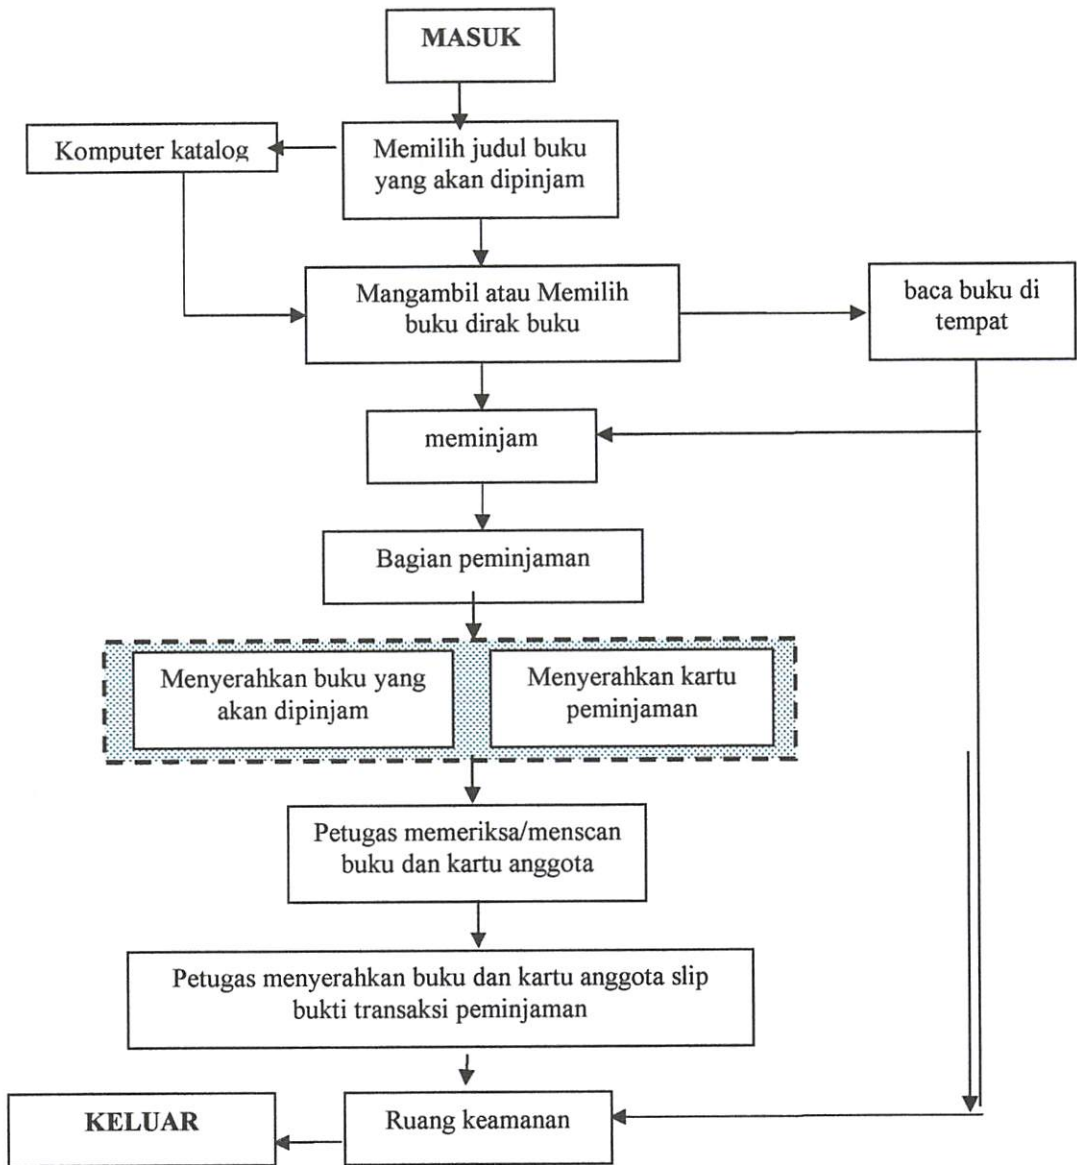 MASUK
Komputer katalog
Memilih judul buku
yang akan dipinjam
Mangambil atau Memilih
buku dirak buku
baca buku di
tempat
meminjam
Bagian peminjaman
Menyerahkan buku yang
akan dipinjam
Menyerahkan kartu
peminjaman
Petugas memeriksa/menscan
buku dan kartu anggota
Petugas menyerahkan buku dan kartu anggota slip
bukti transaksi peminjaman
KELUAR
Ruang keamanan